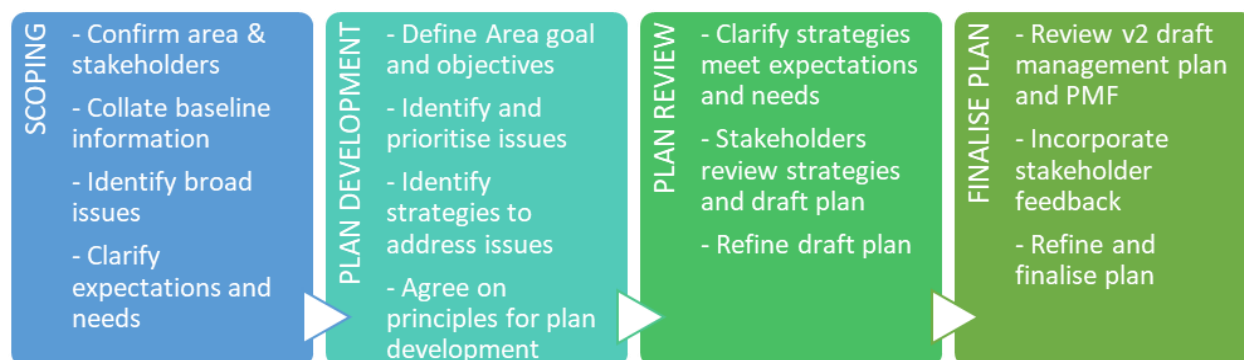 SCOPING
- Confirm area &
stakeholders
- Collate baseline
information
- Identify broad
issues
- Clarify
expectations and
needs
PLAN DEVELOPMENT
- Define Area goal
and objectives
- Identify and
prioritise issues
- Identify
strategies to
address issues
- Agree on
principles for plan
development
PLAN REVIEW
- Clarify strategies
meet expectations
and needs
- Stakeholders
review strategies
and draft plan
- Refine draft plan
FINALISE PLAN
- Review v2 draft
management plan
and PMF
- Incorporate
stakeholder
feedback
- Refine and
finalise plan